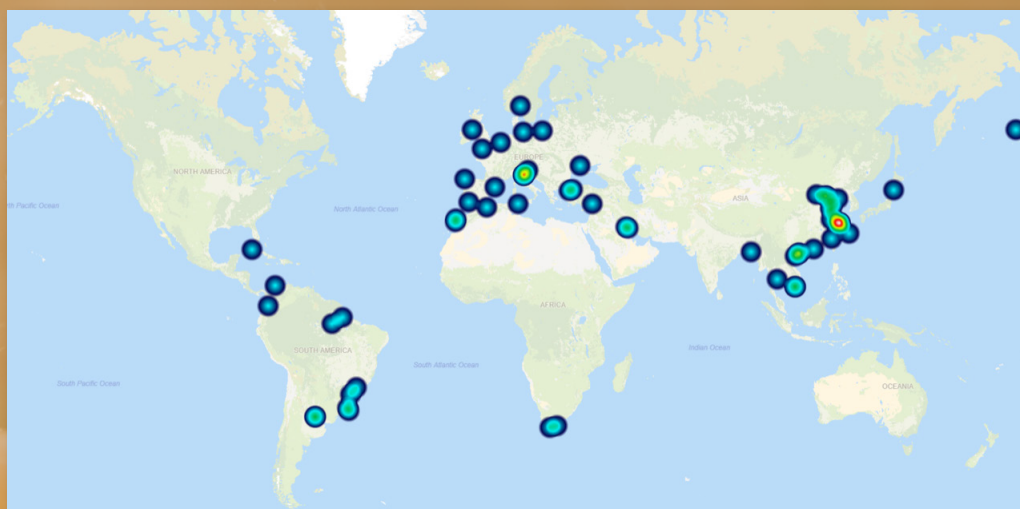 NORTH AMERICA
EUROPE
ASIA
th Pacific Ocean
North Atlantic Ocean
AFRICA
SOUTH AMERICA
South Atlantic Ocean
Indian Ocean
South Pacific Ocean
OCEANIA